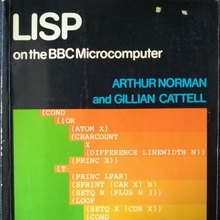 LISP
on the BBC Microcomputer
ARTHUR NORMAN
and GILLIAN CATTELL
(COND
((OR
(ATOM X)
(CHARCOUNT
X
(DIFFERENCE LINEWIDTH N))
(PRINC X))
(T
(PRINC LPAR)
(SPRINT (CAR X) N)
(SETQ N (PLUS N 3))
(LOOP
(SETQ X (CDR X))
(COND